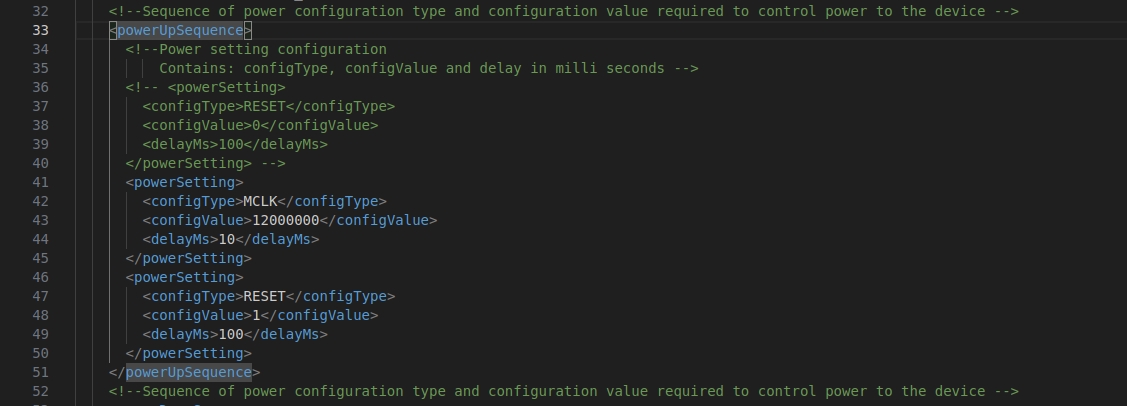 32 <!--Sequence of power configuration type and configuration value required to control power to the device -->
33 <powerUpSequence>
34 <!--Power setting configuration
35 Contains: configType, configValue and delay in milli seconds -->
36 <!-- <powerSetting>
37 <configType>RESET</configType>
38 <configValue>0</configValue>
39 <delayMs>100</delayMs>
40 </powerSetting> -->
41 <powerSetting>
42 <configType>MCLK</configType>
43 <configValue>12000000</configValue>
44 <delayMs>10</delayMs>
45 </powerSetting>
46 <powerSetting>
47 <configType>RESET</configType>
48 <configValue>1</configValue>
49 <delayMs>100</delayMs>
50 </powerSetting>
51 </powerUpSequence>
52 <!--Sequence of power configuration type and configuration value required to control power to the device -->